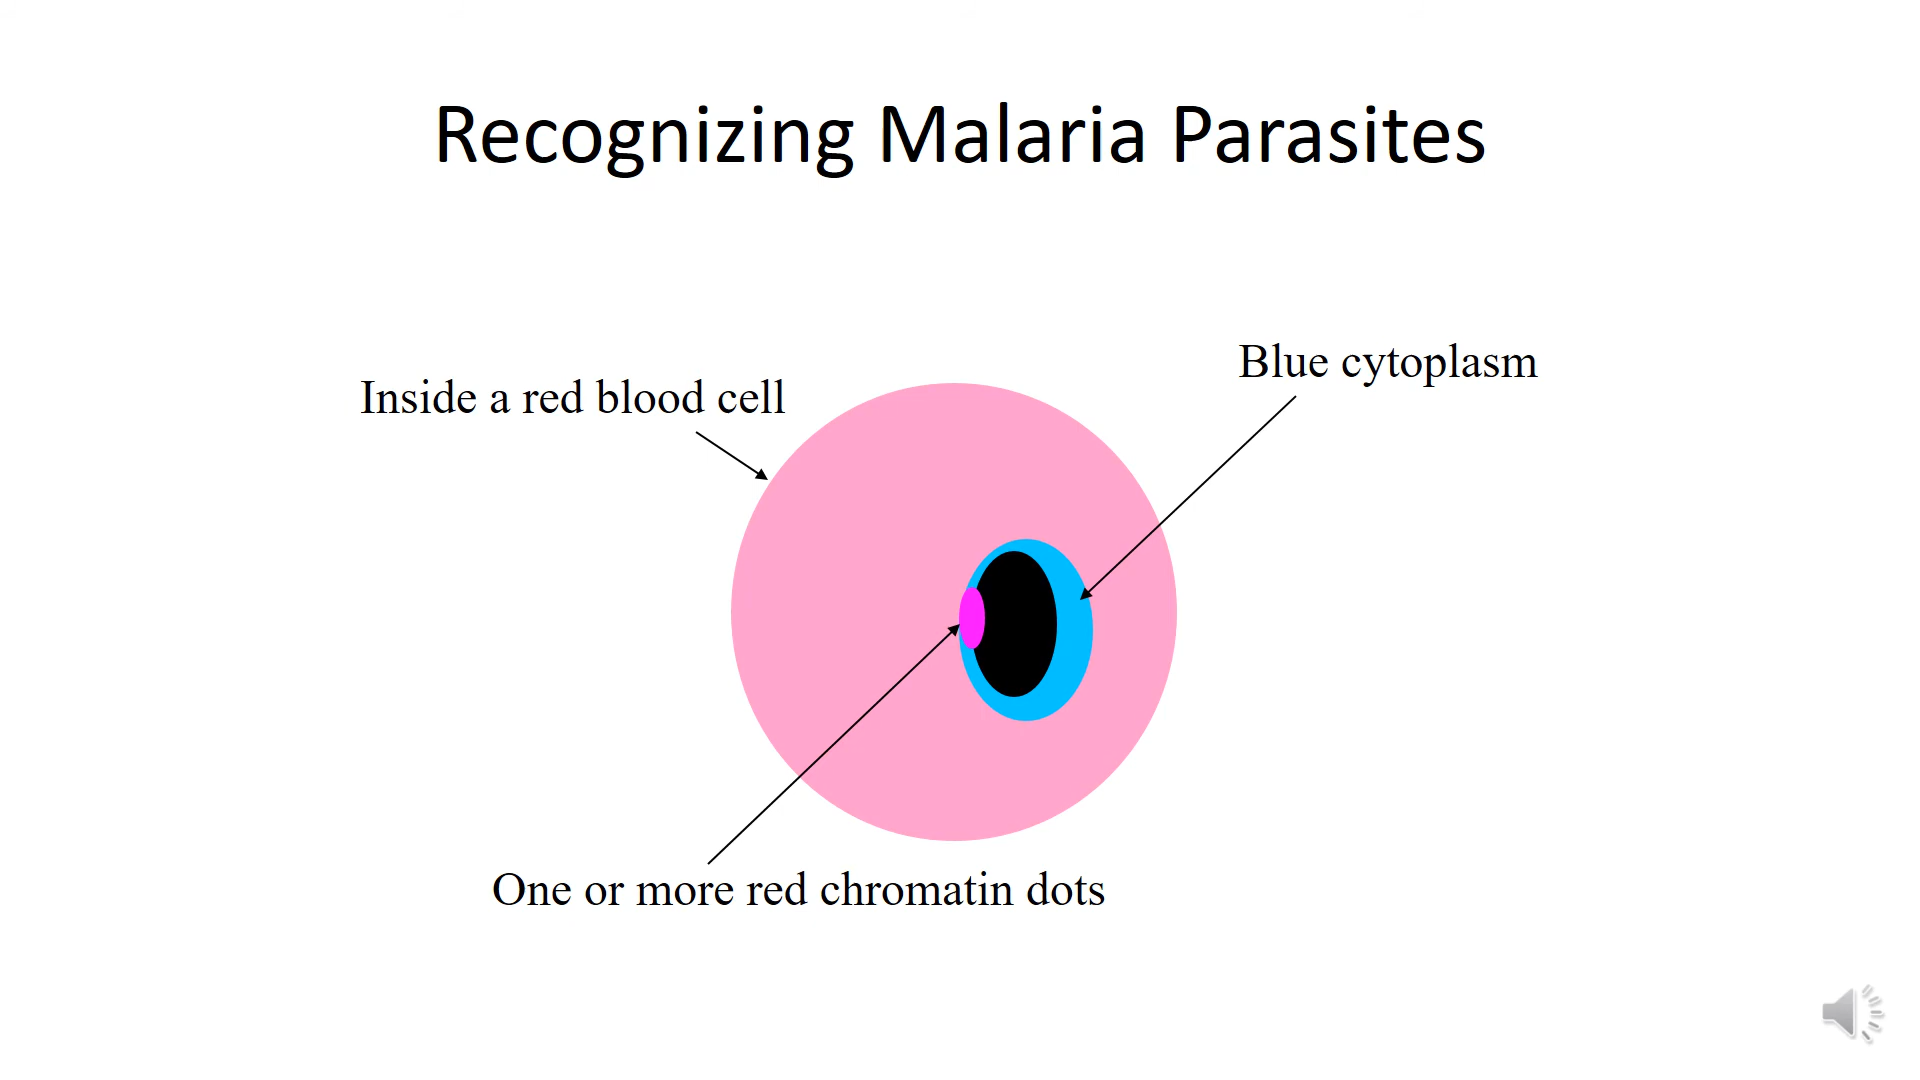 Recognizing Malaria Parasites
Blue cytoplasm
Inside a red blood cell
One or more red chromatin dots